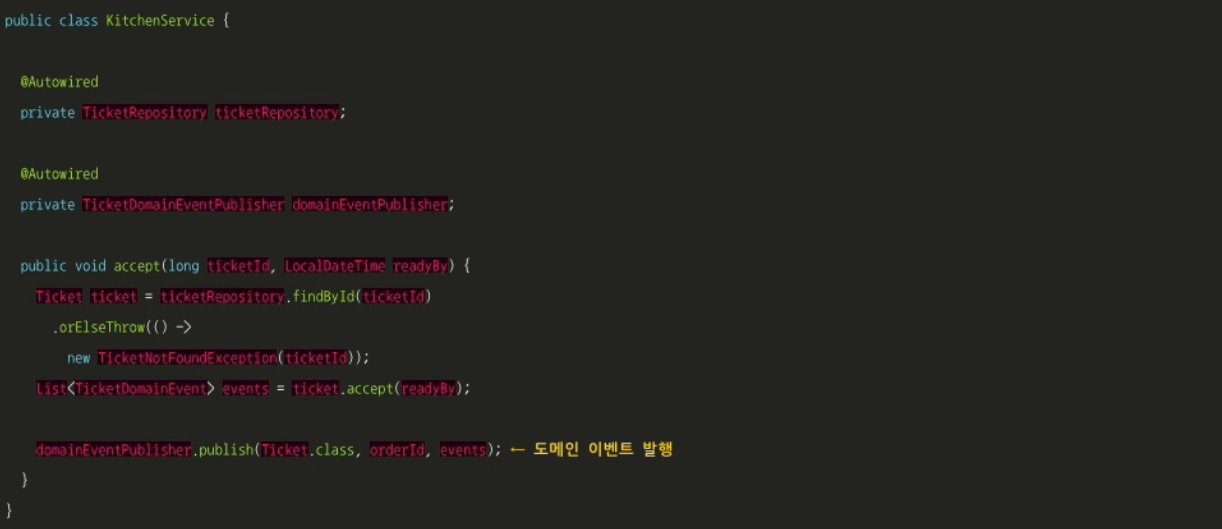 public class KitchenService {
@Autowired
private TicketRepository ticketRepository;
@Autowired
private TicketDomainEventPublisher domainEventPublisher;
public void accept(long ticketId, LocalDateTime readyBy) {
Ticket ticket = ticketRepository.findById(ticketId)
.orElseThrow(() ->
new TicketNotFoundException(ticketId));
List<TicketDomainEvent> events = ticket.accept(readyBy);
domainEventPublisher.publish(Ticket.class, orderId, events); ← 도메인 이벤트 발행
}
}